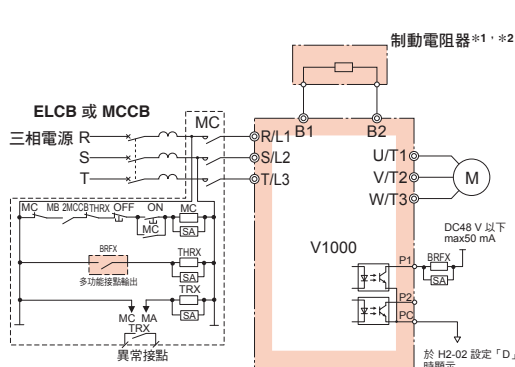 制動電阻器*1，*2
ELCB 或 MCCB
MC
B1
B2
三相電源 R
R/L1
U/T1
S
S/L2
V/T2
M
T
T/L3
W/T3
MC MB 2MCCB THRX OFF ON MC
MC
SA
DC48 V 以下
max50 mA
V1000
BRFX
THRX
P1
BRFX
SA
SA
多功能接點輸出
TRX
SA
P2
MC MA
PC
TRX
異常接點
於 H2-02 設定「D」
時顯示